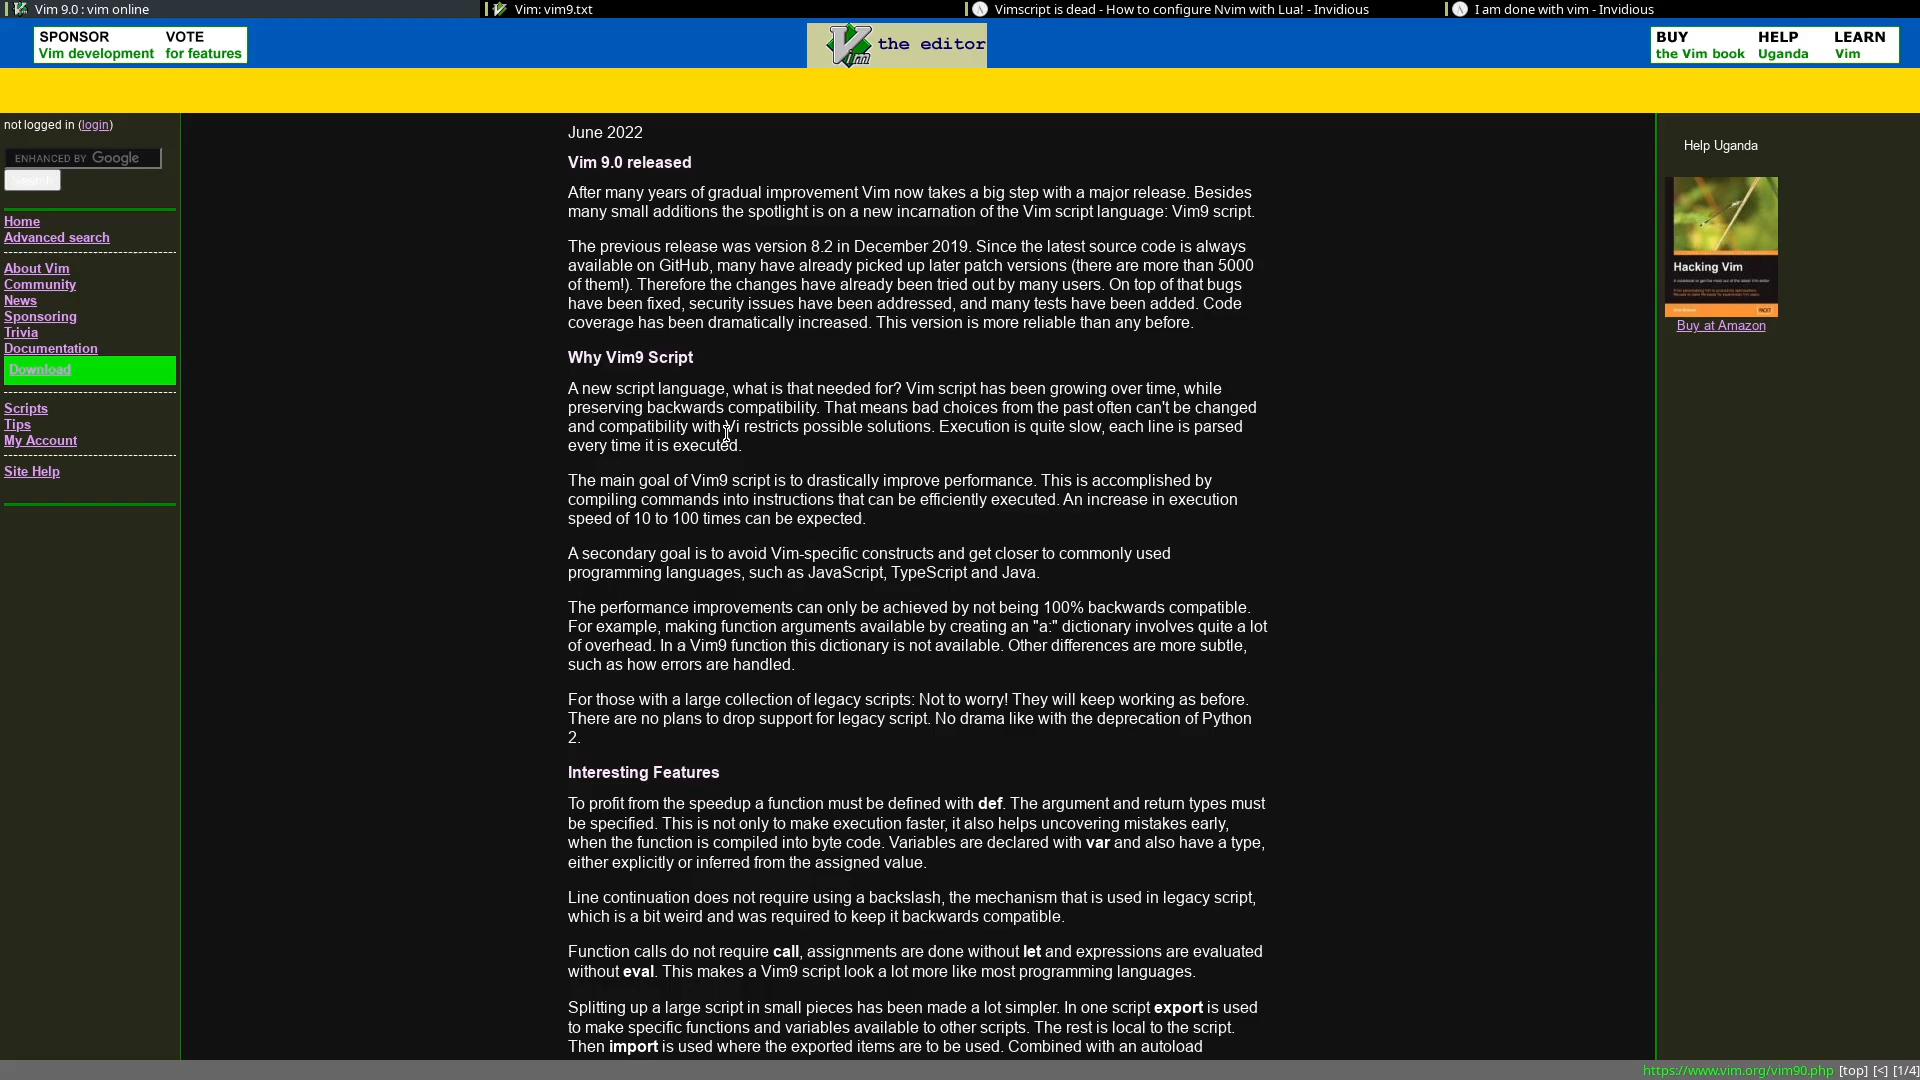 Vim 9.0 : vim online
Vim: vim9.txt
Vimscript is dead - How to configure Nvim with Lua! - Invidious
I am done with vim - Invidious
SPONSOR VOTE
Vim development for features
Vim the editor
BUY HELP LEARN
the Vim book Uganda Vim
not logged in (login)
ENHANCED BY Google
Home
Advanced search
About Vim
Community
News
Sponsoring
Trivia
Documentation
Download
Scripts
Tips
My Account
Site Help
June 2022
Vim 9.0 released
After many years of gradual improvement Vim now takes a big step with a major release. Besides
many small additions the spotlight is on a new incarnation of the Vim script language: Vim9 script.
The previous release was version 8.2 in December 2019. Since the latest source code is always
available on GitHub, many have already picked up later patch versions (there are more than 5000
of them!). Therefore the changes have already been tried out by many users. On top of that bugs
have been fixed, security issues have been addressed, and many tests have been added. Code
coverage has been dramatically increased. This version is more reliable than any before.
Why Vim9 Script
A new script language, what is that needed for? Vim script has been growing over time, while
preserving backwards compatibility. That means bad choices from the past often can't be changed
and compatibility with Vi restricts possible solutions. Execution is quite slow, each line is parsed
every time it is executed.
The main goal of Vim9 script is to drastically improve performance. This is accomplished by
compiling commands into instructions that can be efficiently executed. An increase in execution
speed of 10 to 100 times can be expected.
A secondary goal is to avoid Vim-specific constructs and get closer to commonly used
programming languages, such as JavaScript, TypeScript and Java.
The performance improvements can only be achieved by not being 100% backwards compatible.
For example, making function arguments available by creating an "a:" dictionary involves quite a lot
of overhead. In a Vim9 function this dictionary is not available. Other differences are more subtle,
such as how errors are handled.
For those with a large collection of legacy scripts: Not to worry! They will keep working as before.
There are no plans to drop support for legacy script. No drama like with the deprecation of Python
2.
Interesting Features
To profit from the speedup a function must be defined with def. The argument and return types must
be specified. This is not only to make execution faster, it also helps uncovering mistakes early,
when the function is compiled into byte code. Variables are declared with var and also have a type,
either explicitly or inferred from the assigned value.
Line continuation does not require using a backslash, the mechanism that is used in legacy script,
which is a bit weird and was required to keep it backwards compatible.
Function calls do not require call, assignments are done without let and expressions are evaluated
without eval. This makes a Vim9 script look a lot more like most programming languages.
Splitting up a large script in small pieces has been made a lot simpler. In one script export is used
to make specific functions and variables available to other scripts. The rest is local to the script.
Then import is used where the exported items are to be used. Combined with an autoload
Help Uganda
Hacking Vim
Buy at Amazon
https://www.vim.org/vim90.php [top] [<] [1/4]